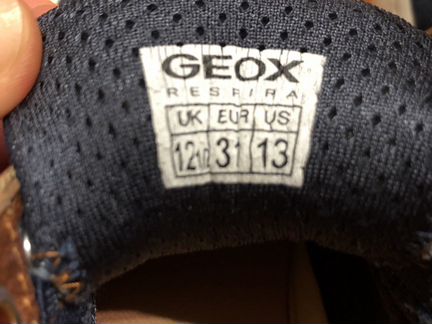 GEOX
RESPIRA
UK EUR US
12½ 31 13